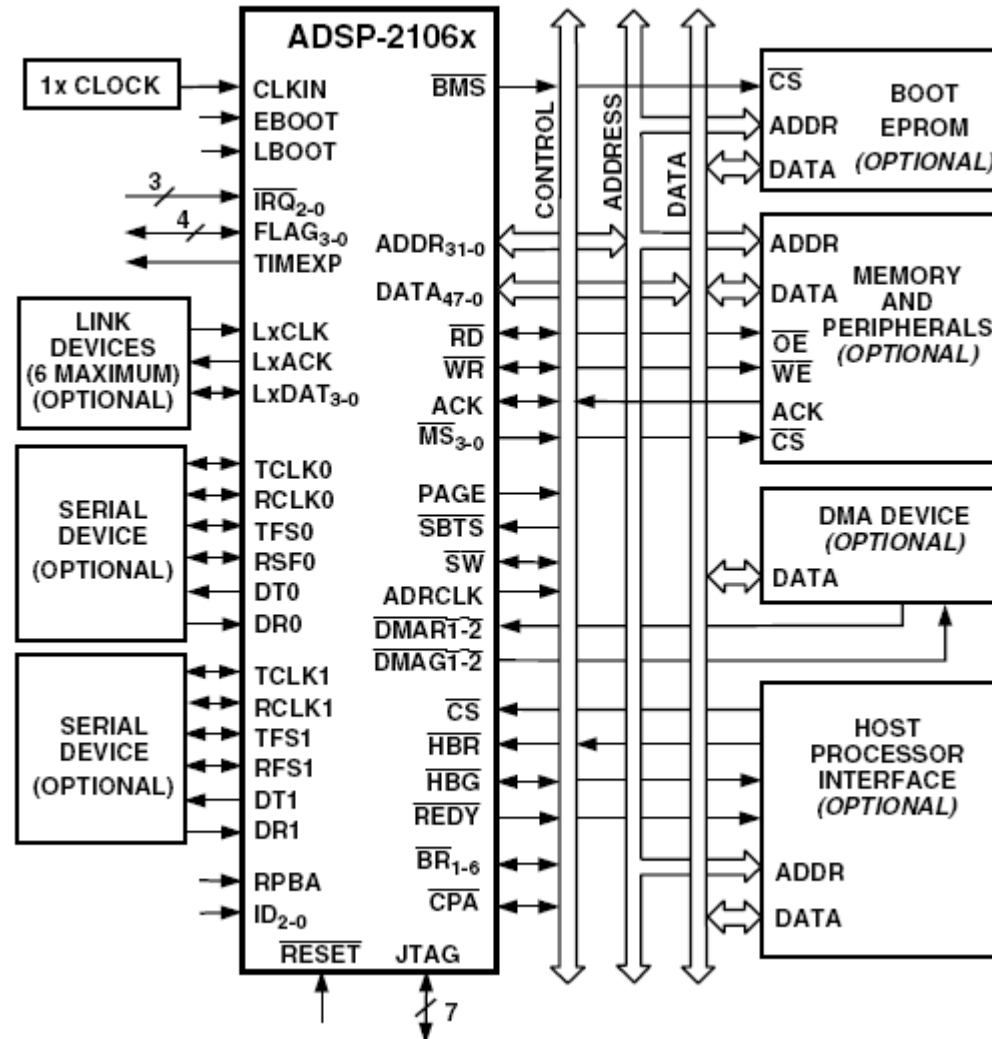 ADSP-2106x
1x CLOCK
CLKIN
EBOOT
LBOOT
3
IRQ2-0
4
FLAG3-0
TIMEXP
LINK
DEVICES
(6 MAXIMUM)
(OPTIONAL)
LxCLK
LxACK
LxDAT3-0
SERIAL
DEVICE
(OPTIONAL)
TCLK0
RCLK0
TFS0
RSF0
DT0
DR0
SERIAL
DEVICE
(OPTIONAL)
TCLK1
RCLK1
TFS1
RFS1
DT1
DR1
RPBA
ID2-0
RESET
JTAG
7
BMS
ADDR31-0
DATA47-0
RD
WR
ACK
MS3-0
PAGE
SBTS
SW
ADRCLK
DMAR1-2
DMAG1-2
CS
HBR
HBG
REDY
BR1-6
CPA
CONTROL
ADDRESS
DATA
CS
ADDR
DATA
BOOT
EPROM
(OPTIONAL)
ADDR
DATA
OE
WE
ACK
CS
MEMORY
AND
PERIPHERALS
(OPTIONAL)
DMA DEVICE
(OPTIONAL)
DATA
HOST
PROCESSOR
INTERFACE
(OPTIONAL)
ADDR
DATA